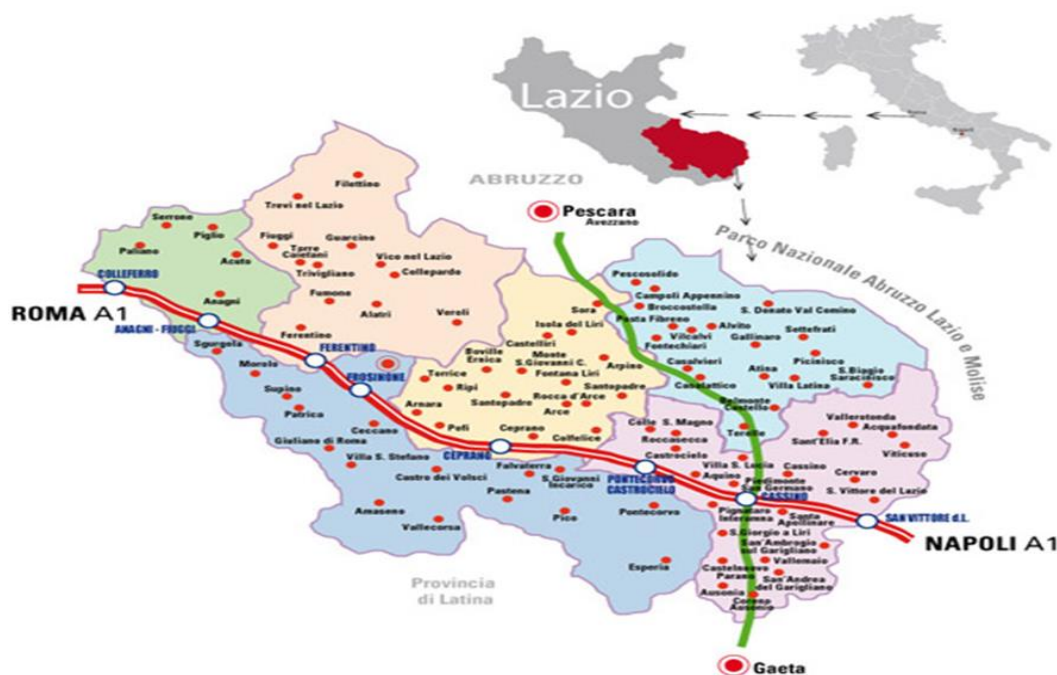 Lazio
Roma
Napoli
ABRUZZO
Pescara
Avezzano
Parco Nazionale Abruzzo Lazio e Molise
Filettino
Trevi nel Lazio
Serrone
Piglio
Paliano
Acuto
Fiuggi
Torre
Caietani
Guarcino
Trivigliano
Vico nel Lazio
Collepardo
COLLEFERRO
Anagni
Fumone
Alatri
Veroli
ROMA A1
ANAGNI - FIUGGI
Ferentino
Sgurgola
FERENTINO
Morolo
FROSINONE
Supino
Patrica
Ceccano
Giuliano di Roma
Villa S. Stefano
Castro dei Volsci
Amaseno
Vallecorsa
Sora
Isola del Liri
Castelliri
Boville
Ernica
Monte
S.Giovanni C.
Arpino
Torrice
Ripi
Fontana Liri
Santopadre
Santopadre
Rocca d'Arce
Arce
Arnara
Pofi
Ceprano
Colfelice
CEPRANO
Falvaterra
S.Giovanni
Incarico
Pastena
Pico
Pontecorvo
Esperia
Pescosolido
Campoli Appennino
Broccostella
S. Donato Val Comino
Posta Fibreno
Alvito
Settefrati
Vicalvi
Gallinaro
Fontechiari
Casalvieri
Picinisco
Casalattico
Atina
S.Biagio
Saracinisco
Villa Latina
Belmonte
Castello
Terelle
Colle S. Magno
Roccasecca
Castrocielo
Vallerotonda
Acquafondata
Sant'Elia F.R.
Viticuso
Villa S. Lucia
Cassino
Cervaro
Aquino
Piedimonte
San Germano
S. Vittore del Lazio
PONTECORVO
CASTROCIELO
CASSINO
SAN VITTORE d.L.
NAPOLI A1
Pignataro
Interamna
Santa
Apollinare
S.Giorgio a Liri
San'Ambrogio
sul Garigliano
Vallemaio
Castelnuovo
Parano
San'Andrea
del Garigliano
Ausonia
Coreno
Ausonio
Provincia
di Latina
Gaeta